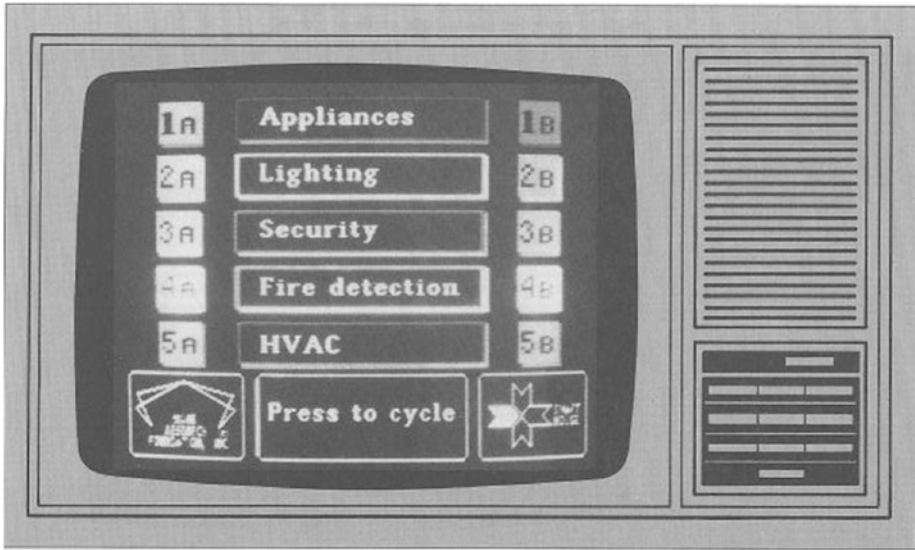 1A Appliances 1B
2A Lighting 2B
3A Security 3B
4A Fire detection 4B
5A HVAC 5B
Press to cycle